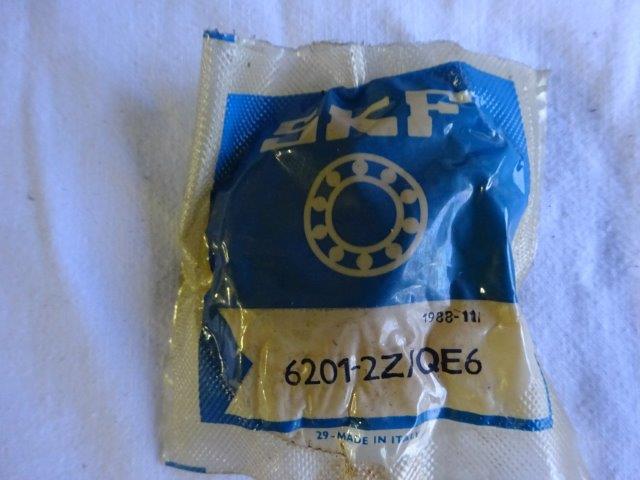 SKF
1988-11
6201-2Z/QE6
29-MADE IN ITALY